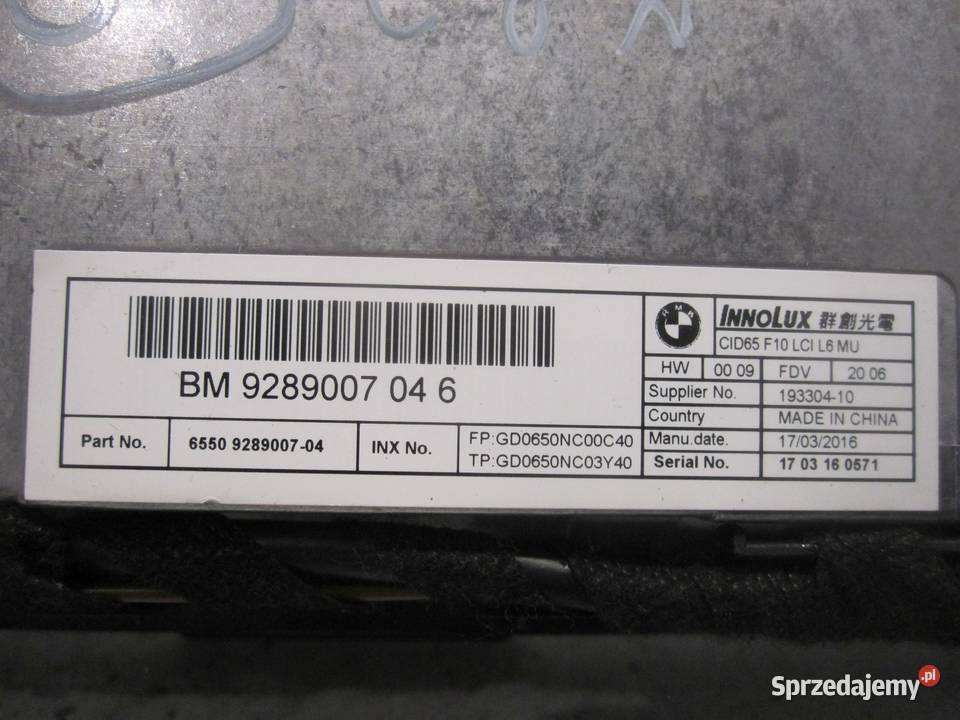 BM 9289007 04 6
Part No. 6550 9289007-04 INX No. FP:GD0650NC00C40
TP:GD0650NC03Y40
BMW
INNOLUX 群創光電
CID65 F10 LCI L6 MU
HW 00 09 FDV 20 06
Supplier No. 193304-10
Country MADE IN CHINA
Manu.date. 17/03/2016
Serial No. 17 03 16 0571
Sprzedajemy.pl